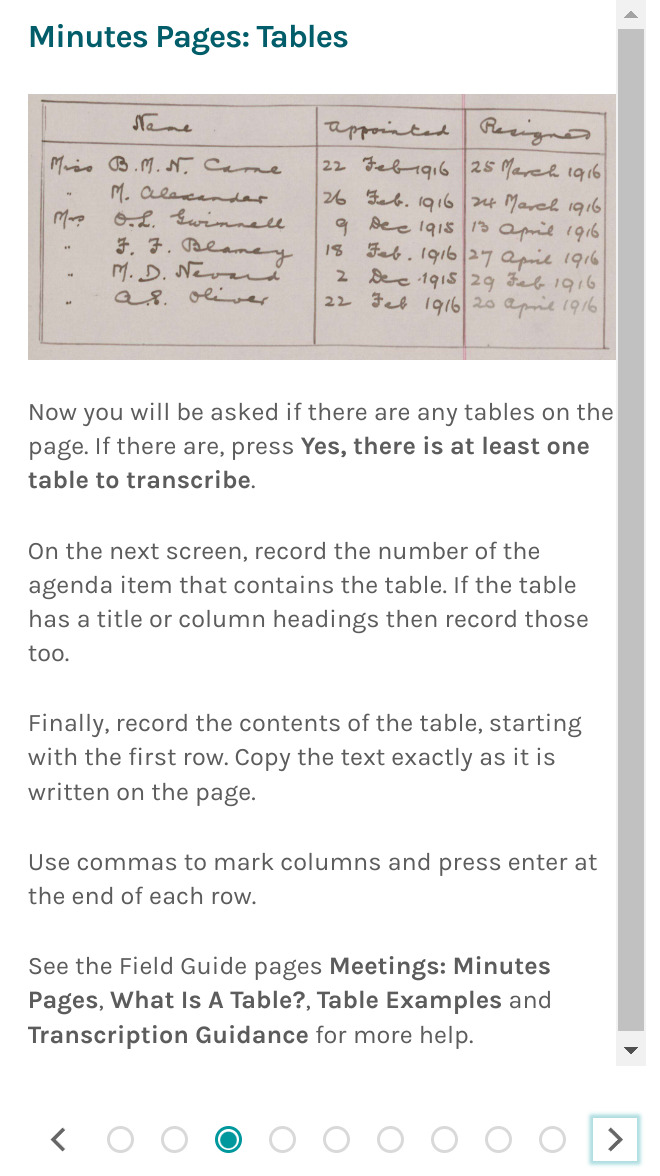 Minutes Pages: Tables
Name appointed Resigned
Miss B.M.N. Came 22 Feb 1916 25 March 1916
" M. Alexander 26 Feb. 1916 24 March 1916
Mrs O.L. Gwinnell 9 Dec 1915 13 April 1916
" F. F. Blamey 18 Feb. 1916 27 April 1916
" M. D. Nevard 2 Dec. 1915 29 Feb 1916
" A.E. Oliver 22 Feb 1916 20 April 1916
Now you will be asked if there are any tables on the
page. If there are, press Yes, there is at least one
table to transcribe.
On the next screen, record the number of the
agenda item that contains the table. If the table
has a title or column headings then record those
too.
Finally, record the contents of the table, starting
with the first row. Copy the text exactly as it is
written on the page.
Use commas to mark columns and press enter at
the end of each row.
See the Field Guide pages Meetings: Minutes
Pages, What Is A Table?, Table Examples and
Transcription Guidance for more help.